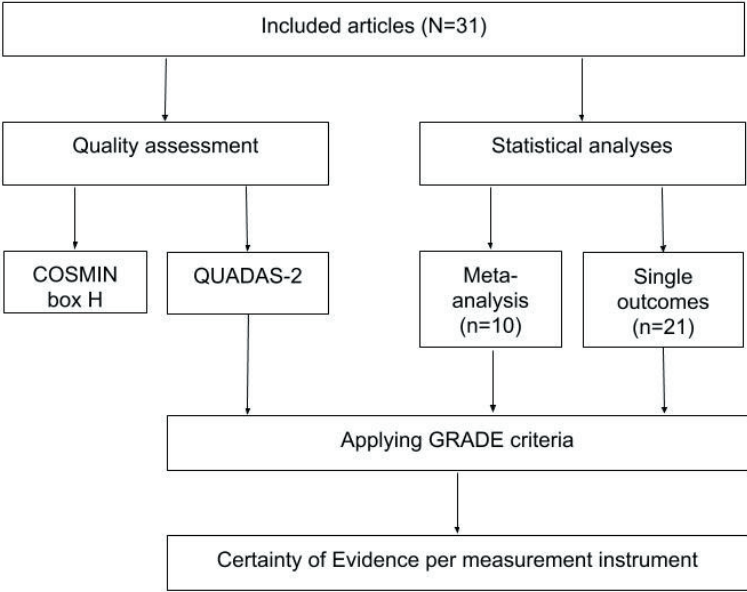 Included articles (N=31)
Quality assessment
Statistical analyses
COSMIN
box H
QUADAS-2
Meta-
analysis
(n=10)
Single
outcomes
(n=21)
Applying GRADE criteria
Certainty of Evidence per measurement instrument